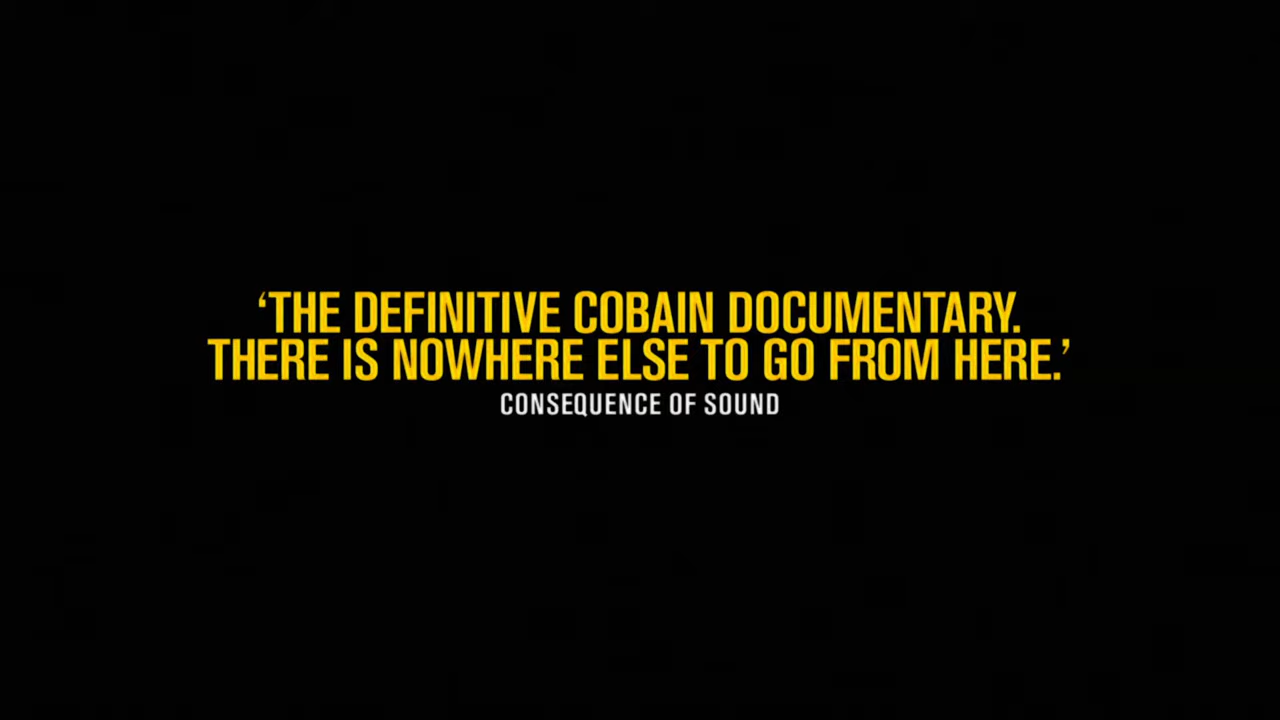 ‘THE DEFINITIVE COBAIN DOCUMENTARY.
THERE IS NOWHERE ELSE TO GO FROM HERE.’
CONSEQUENCE OF SOUND